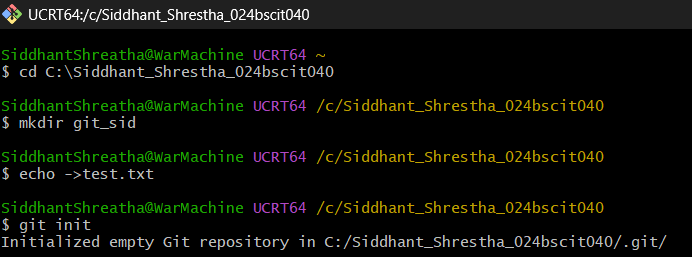 UCRT64:/c/Siddhant_Shrestha_024bscit040
SiddhantShreatha@WarMachine UCRT64 ~
$ cd C:\Siddhant_Shrestha_024bscit040
SiddhantShreatha@WarMachine UCRT64 /c/Siddhant_Shrestha_024bscit040
$ mkdir git_sid
SiddhantShreatha@WarMachine UCRT64 /c/Siddhant_Shrestha_024bscit040
$ echo ->test.txt
SiddhantShreatha@WarMachine UCRT64 /c/Siddhant_Shrestha_024bscit040
$ git init
Initialized empty Git repository in C:/Siddhant_Shrestha_024bscit040/.git/